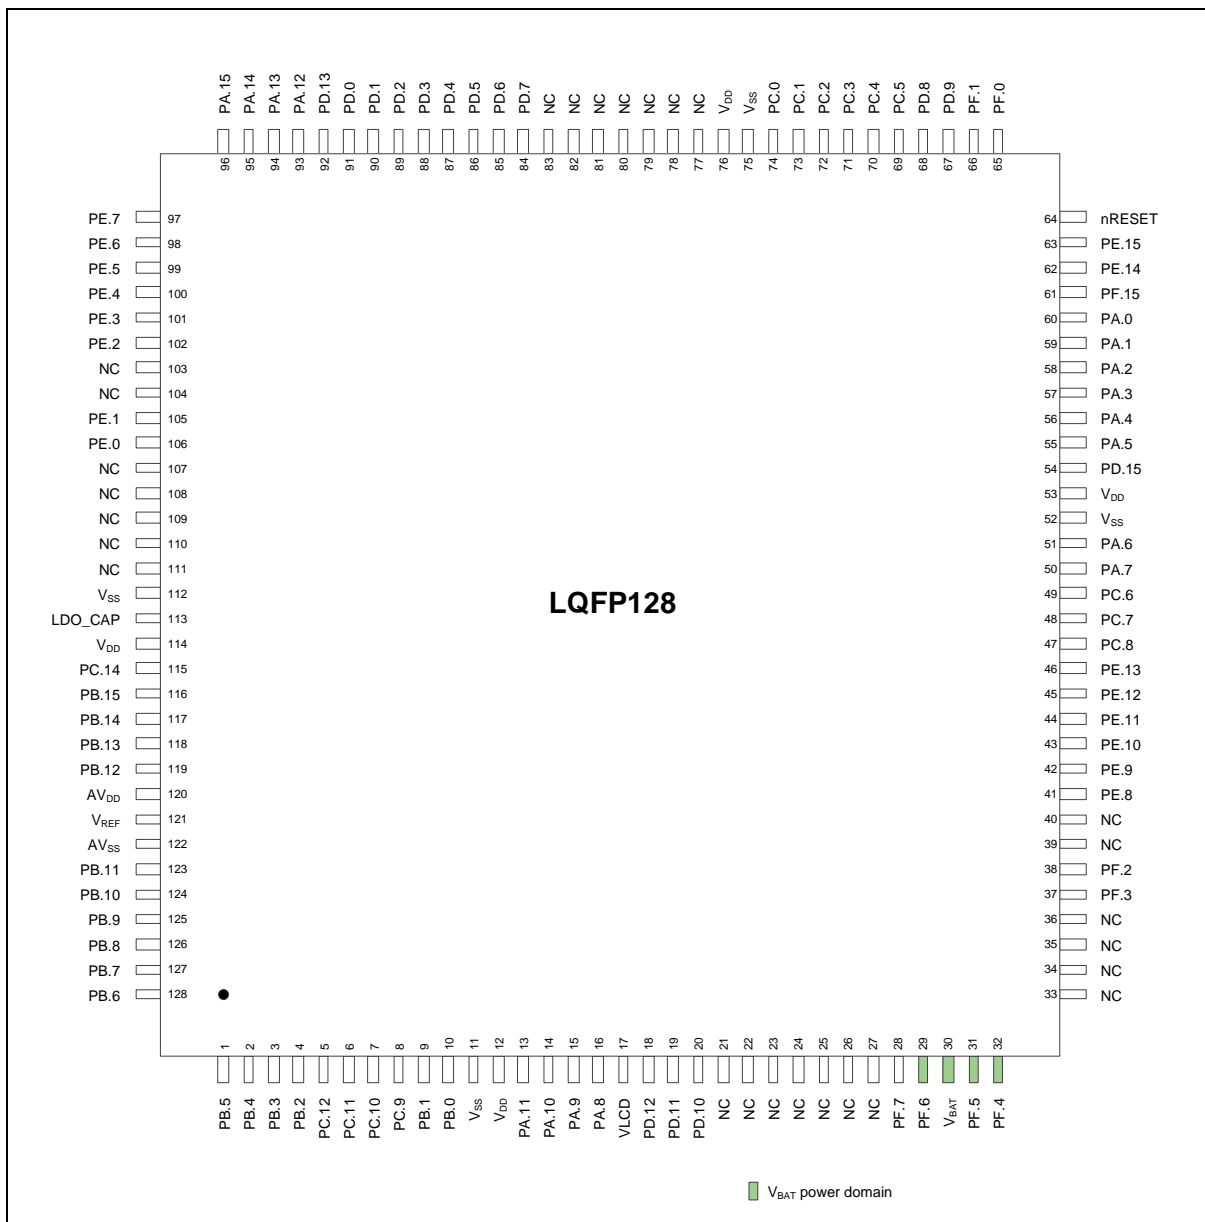 PA.15 PA.14 PA.13 PA.12 PD.13 PD.0 PD.1 PD.2 PD.3 PD.4 PD.5 PD.6 PD.7 NC NC NC NC NC NC NC VDD VSS PC.0 PC.1 PC.2 PC.3 PC.4 PC.5 PD.8 PD.9 PF.1 PF.0
96 95 94 93 92 91 90 89 88 87 86 85 84 83 82 81 80 79 78 77 76 75 74 73 72 71 70 69 68 67 66 65
PE.7 97 64 nRESET
PE.6 98 63 PE.15
PE.5 99 62 PE.14
PE.4 100 61 PF.15
PE.3 101 60 PA.0
PE.2 102 59 PA.1
NC 103 58 PA.2
NC 104 57 PA.3
PE.1 105 56 PA.4
PE.0 106 55 PA.5
NC 107 54 PD.15
NC 108 53 VDD
NC 109 52 VSS
NC 110 51 PA.6
NC 111 50 PA.7
VSS 112 49 PC.6
LQFP128
LDO_CAP 113 48 PC.7
VDD 114 47 PC.8
PC.14 115 46 PE.13
PB.15 116 45 PE.12
PB.14 117 44 PE.11
PB.13 118 43 PE.10
PB.12 119 42 PE.9
AVDD 120 41 PE.8
VREF 121 40 NC
AVSS 122 39 NC
PB.11 123 38 PF.2
PB.10 124 37 PF.3
PB.9 125 36 NC
PB.8 126 35 NC
PB.7 127 34 NC
PB.6 128 33 NC
1 2 3 4 5 6 7 8 9 10 11 12 13 14 15 16 17 18 19 20 21 22 23 24 25 26 27 28 29 30 31 32
PB.5 PB.4 PB.3 PB.2 PC.12 PC.11 PC.10 PC.9 PB.1 PB.0 VSS VDD PA.11 PA.10 PA.9 PA.8 VLCD PD.12 PD.11 PD.10 NC NC NC NC NC NC NC PF.7 PF.6 VBAT PF.5 PF.4
VBAT power domain